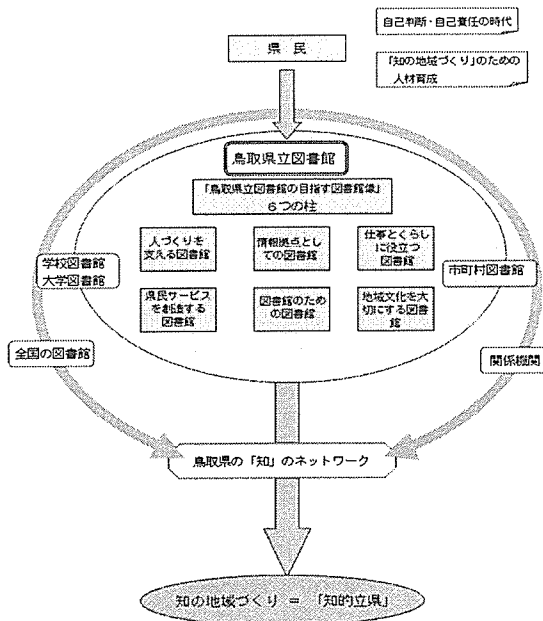 自己判断・自己責任の時代
県 民
「知の地域づくり」のための
人材育成
鳥取県立図書館
「鳥取県立図書館の目指す図書館像」
6つの柱
人づくりを
支える図書館
情報拠点とし
ての図書館
仕事とくらし
に役立つ
図書館
学校図書館
大学図書館
市町村図書館
県民サービス
を創造する
図書館
図書館のため
の図書館
地域文化を大
切にする図書
館
全国の図書館
関係機関
鳥取県の「知」のネットワーク
知の地域づくり = 「知的立県」